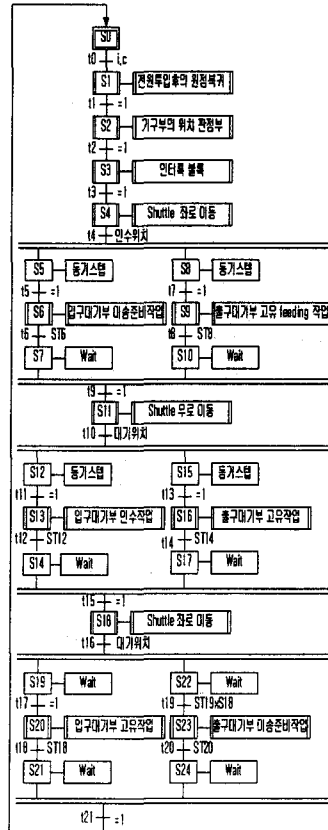 S0
t0 i,c
S1 전원투입후의 원점복귀
t1 =1
S2 기구부의 위치 판정부
t2 =1
S3 인터록 블록
t3 =1
S4 Shuttle 좌로 이동
t4 인수위치
S5 동기스텝 S8 동기스텝
t5 =1 t7 =1
S6 입구대기부 이송준비작업 S9 출구대기부 고유 feeding 작업
t6 ST6 t8 ST8
S7 Wait S10 Wait
t9 =1
S11 Shuttle 우로 이동
t10 대기위치
S12 동기스텝 S15 동기스텝
t11 =1 t13 =1
S13 입구대기부 인수작업 S16 출구대기부 고유작업
t12 ST12 t14 ST14
S14 Wait S17 Wait
t15 =1
S18 Shuttle 좌로 이동
t16 대기위치
S19 Wait S22 Wait
t17 =1 t19 ST19xS18
S20 입구대기부 고유작업 S23 출구대기부 이송준비작업
t18 ST18 t20 ST20
S21 Wait S24 Wait
t21 =1